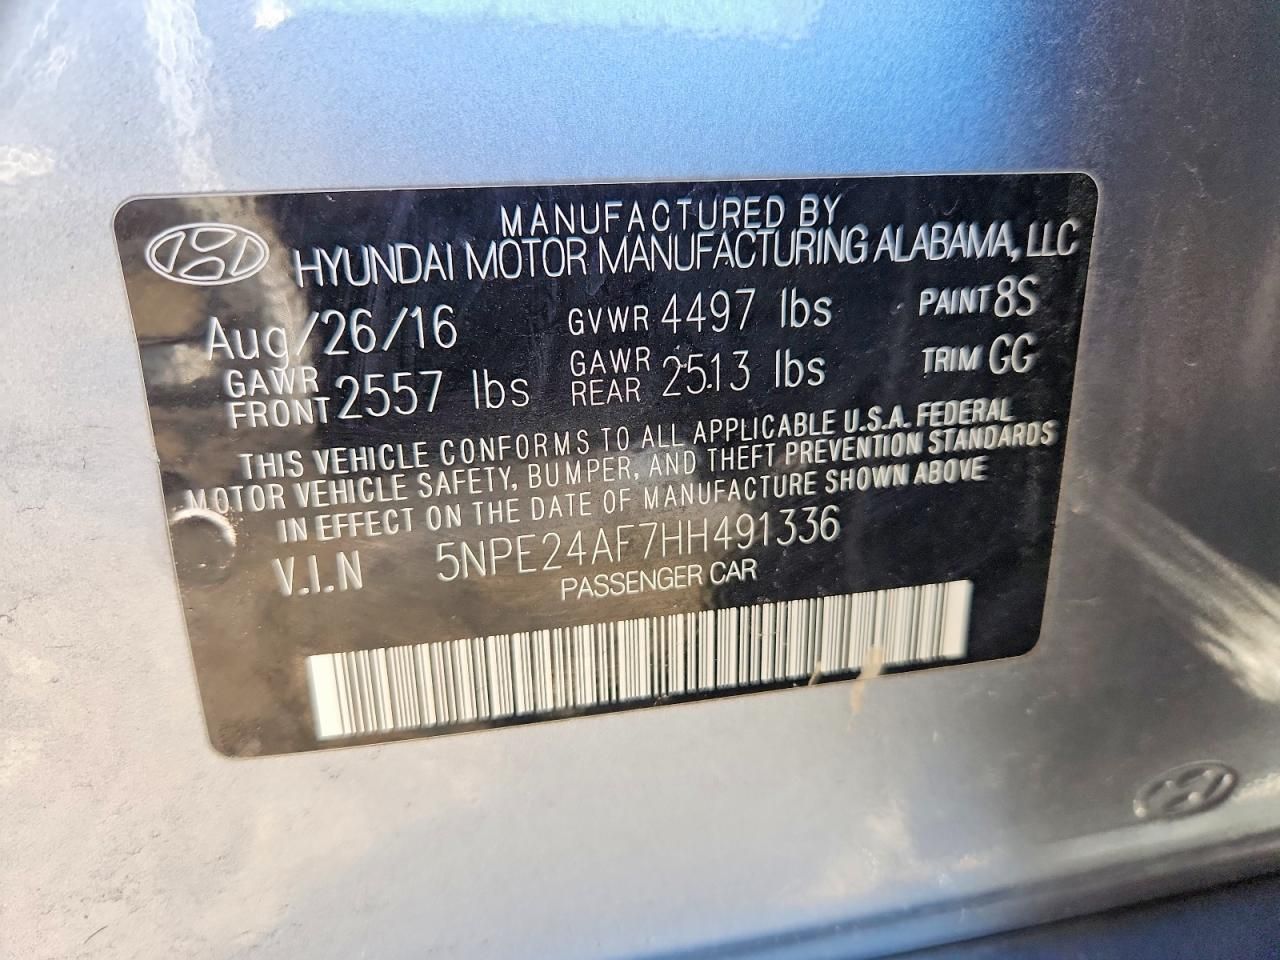 MANUFACTURED BY
HYUNDAI MOTOR MANUFACTURING ALABAMA, LLC
Aug/26/16 GVWR 4497 lbs PAINT 8S
GAWR FRONT 2557 lbs GAWR REAR 2513 lbs TRIM GG
THIS VEHICLE CONFORMS TO ALL APPLICABLE U.S.A. FEDERAL
MOTOR VEHICLE SAFETY, BUMPER, AND THEFT PREVENTION STANDARDS
IN EFFECT ON THE DATE OF MANUFACTURE SHOWN ABOVE
V.I.N 5NPE24AF7HH491336
PASSENGER CAR